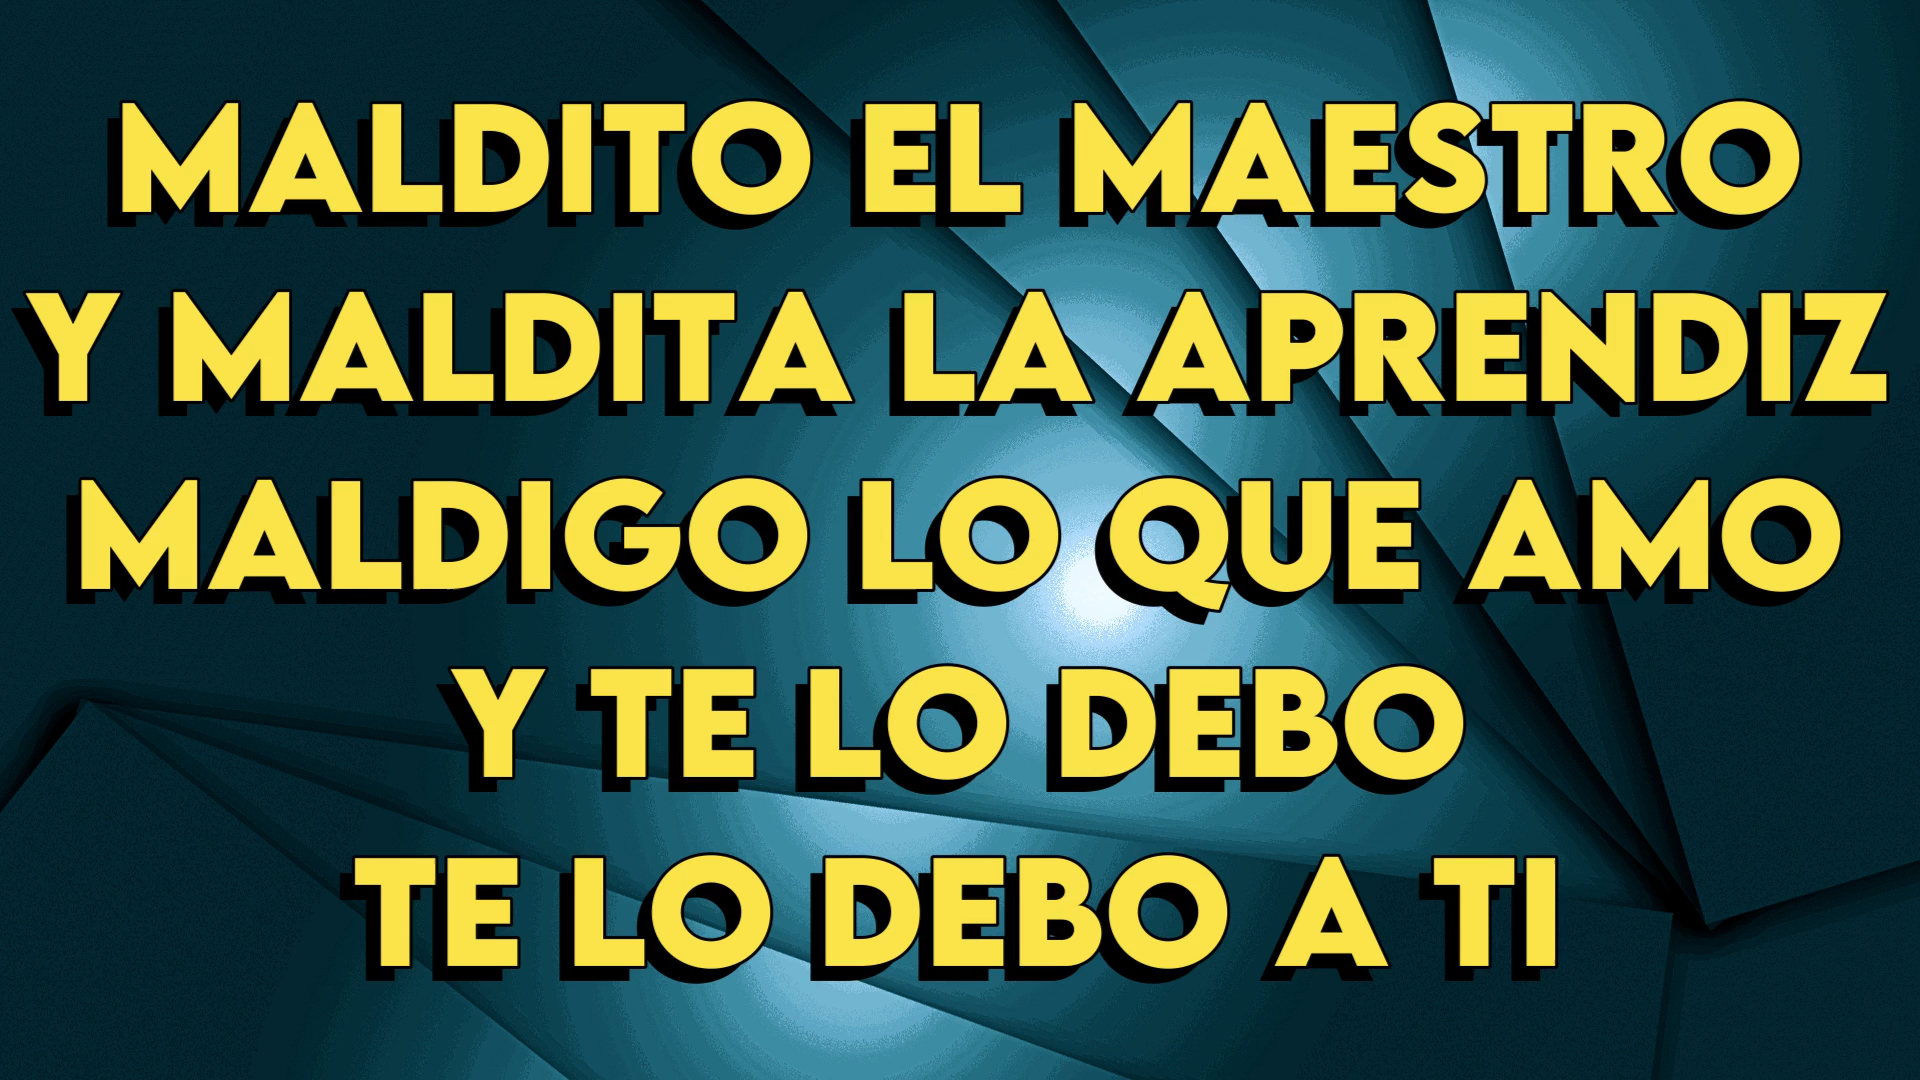 MALDITO EL MAESTRO
Y MALDITA LA APRENDIZ
MALDIGO LO QUE AMO
Y TE LO DEBO
TE LO DEBO A TI